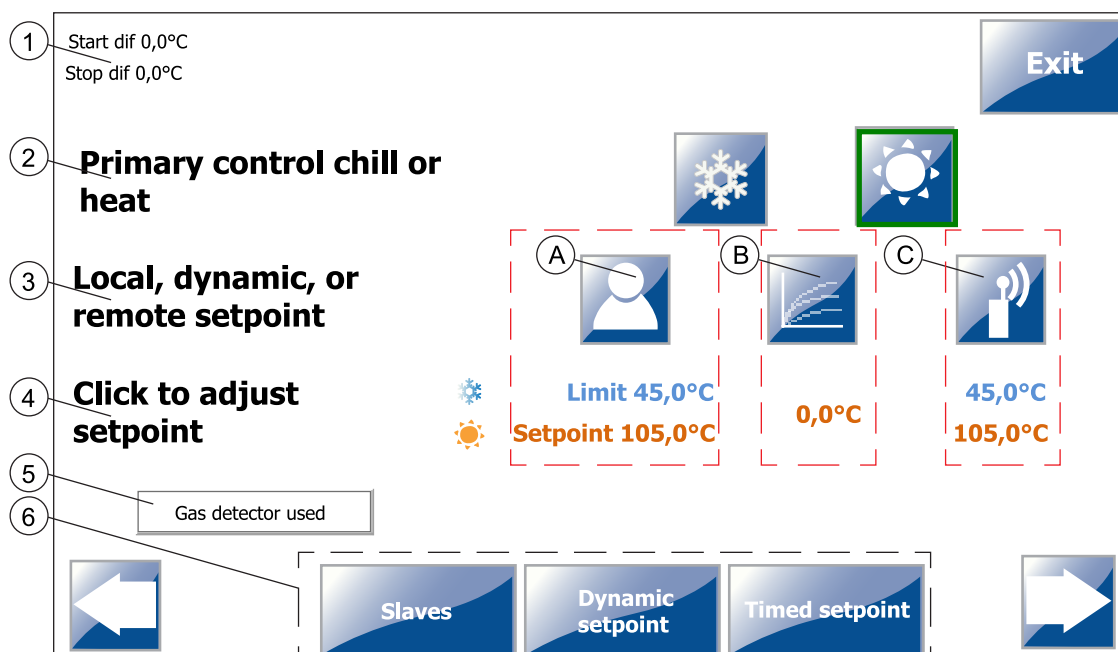 1
Start dif 0,0°C
Stop dif 0,0°C
Exit
2
Primary control chill or
heat
A
B
C
3
Local, dynamic, or
remote setpoint
4
Click to adjust
setpoint
Limit 45,0°C
Setpoint 105,0°C
0,0°C
45,0°C
105,0°C
5
Gas detector used
6
Slaves
Dynamic
setpoint
Timed setpoint